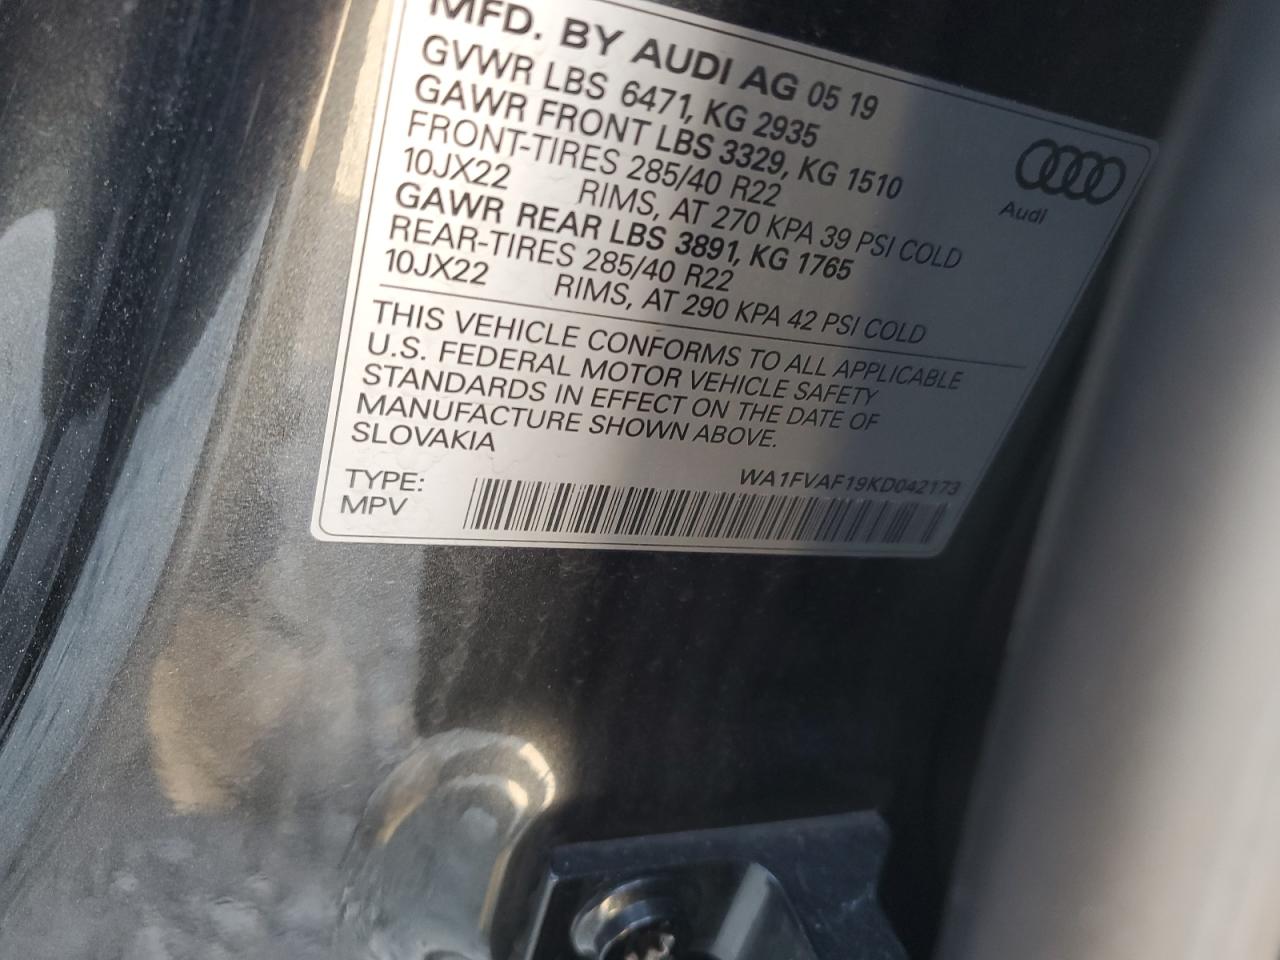 MFD. BY AUDI AG 05 19
GVWR LBS 6471, KG 2935
GAWR FRONT LBS 3329, KG 1510
FRONT-TIRES 285/40 R22
10JX22 RIMS, AT 270 KPA 39 PSI COLD
GAWR REAR LBS 3891, KG 1765
REAR-TIRES 285/40 R22
10JX22 RIMS, AT 290 KPA 42 PSI COLD
Audi
THIS VEHICLE CONFORMS TO ALL APPLICABLE
U.S. FEDERAL MOTOR VEHICLE SAFETY
STANDARDS IN EFFECT ON THE DATE OF
MANUFACTURE SHOWN ABOVE.
SLOVAKIA
WA1FVAF19KD042173
TYPE:
MPV